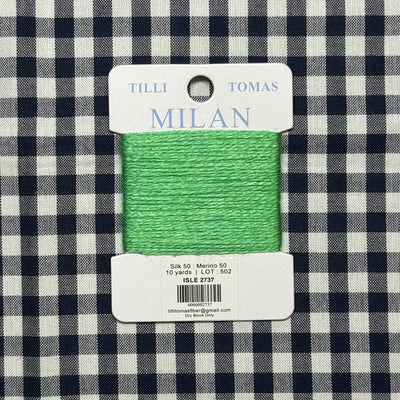 TILLI TOMAS
MILAN
Silk 50 : Merino 50
10 yards | LOT : 502
ISLE 2737
0000002737
tillitomasfiber@gmail.com
Dry Block Only